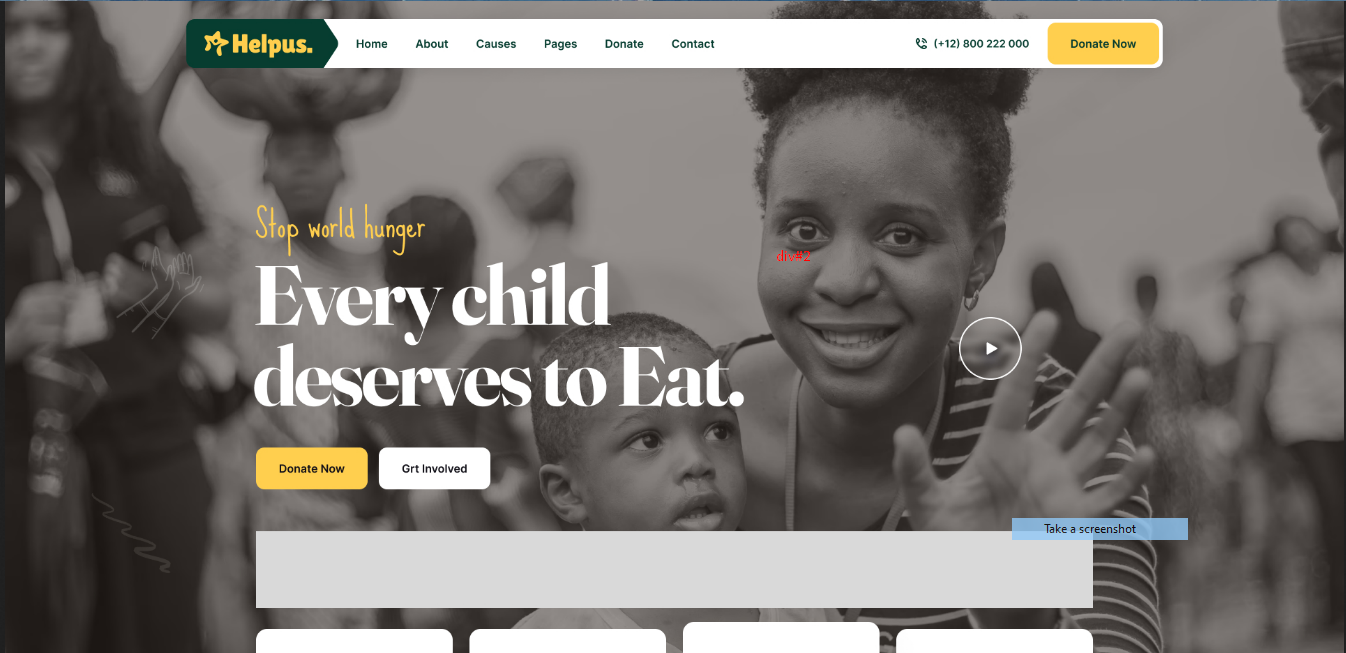 Helpus.
Home About Causes Pages Donate Contact
(+12) 800 222 000
Donate Now
Stop world hunger
Every child
deserves to Eat.
div#2
Donate Now
Grt Involved
Take a screenshot